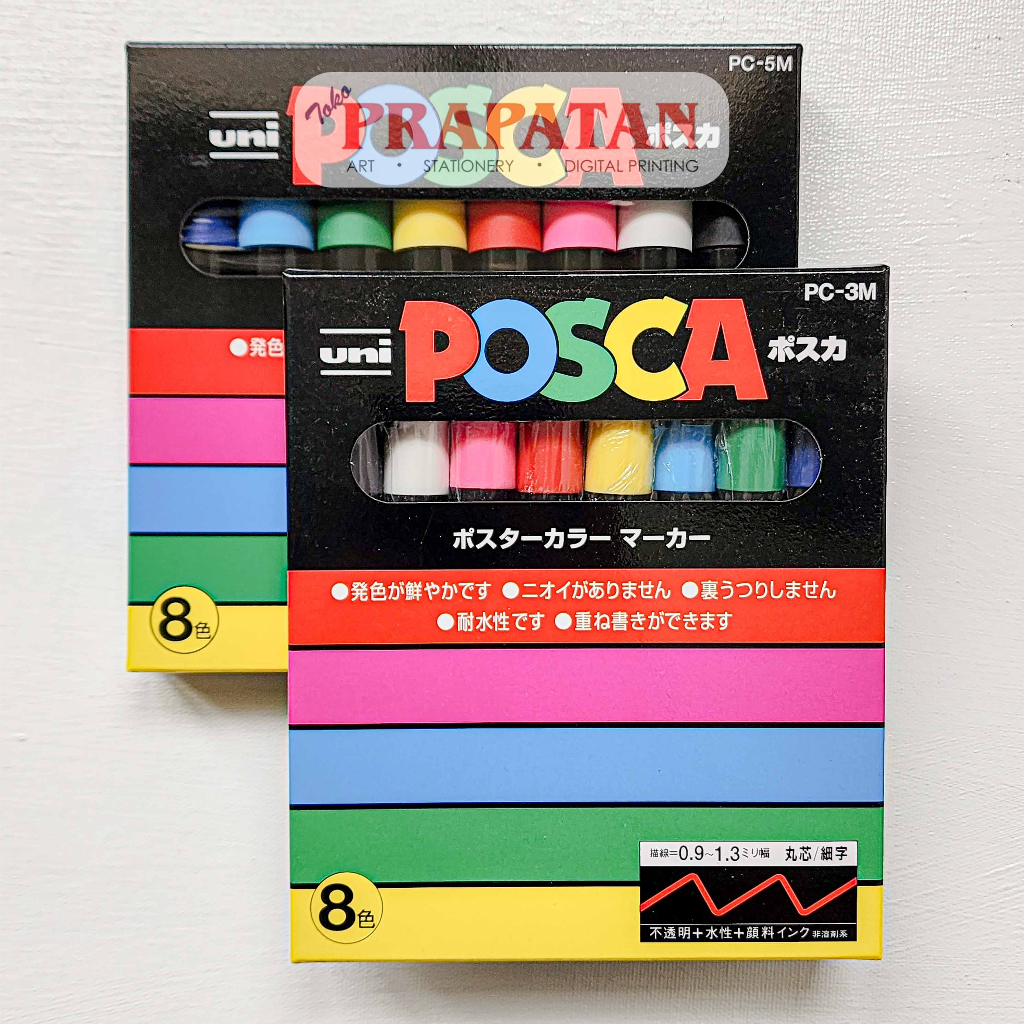 PC-5M
uni POSCA ポスカ
Toko PRAPATAN
ART • STATIONERY • DIGITAL PRINTING
●発色
8色
PC-3M
uni POSCA ポスカ
ポスターカラー マーカー
●発色が鮮やかです ●ニオイがありません ●裏うつりしません
●耐水性です ●重ね書きができます
描線=0.9~1.3ミリ幅 丸芯/細字
不透明+水性+顔料インク 非溶剤系
8色